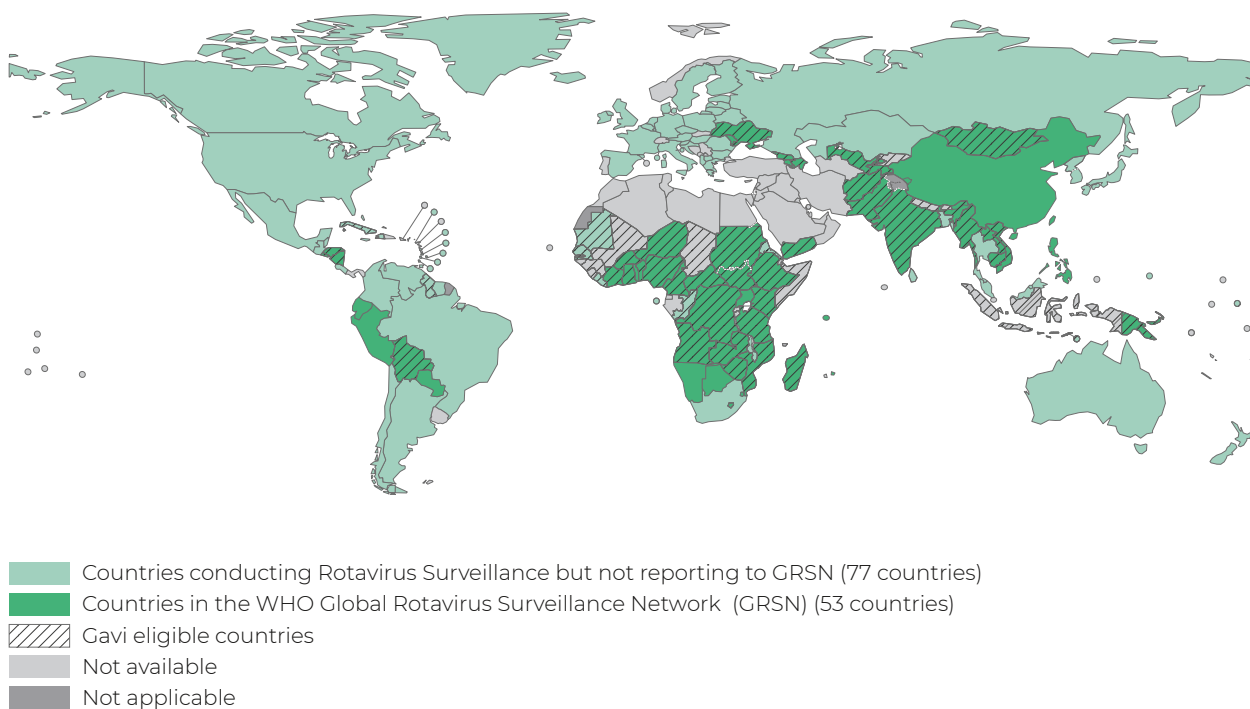 Countries conducting Rotavirus Surveillance but not reporting to GRSN (77 countries)
Countries in the WHO Global Rotavirus Surveillance Network  (GRSN) (53 countries)
Gavi eligible countries
Not available
Not applicable